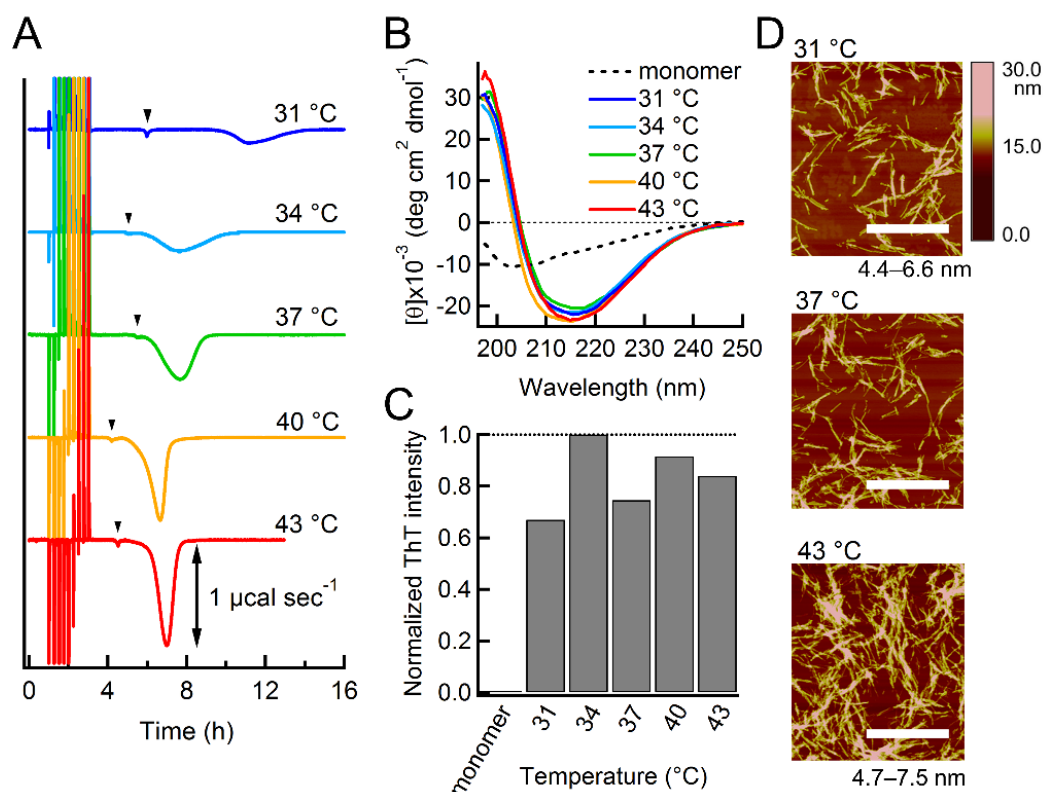 A
31 °C
34 °C
37 °C
40 °C
43 °C
1 µcal sec⁻¹
0 4 8 12 16
Time (h)
B
monomer
31 °C
34 °C
37 °C
40 °C
43 °C
30
20
10
0
-10
-20
[θ]x10⁻³ (deg cm² dmol⁻¹)
200 210 220 230 240 250
Wavelength (nm)
C
1.0
0.8
0.6
0.4
0.2
0.0
Normalized ThT intensity
monomer 31 34 37 40 43
Temperature (°C)
D
31 °C
30.0
nm
15.0
0.0
4.4–6.6 nm
37 °C
43 °C
4.7–7.5 nm